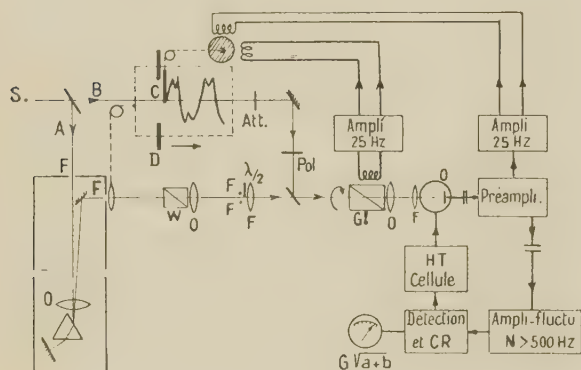 S.
B
A
C
D
Att.
Pol
F
F
λ/2
W
O
F
F
F
G
O
F
O
Ampli
25 Hz
Ampli
25 Hz
Préampli.
HT
Cellule
Détection
et CR
Ampli-fluctu
N > 500 Hz
G √a+b
O